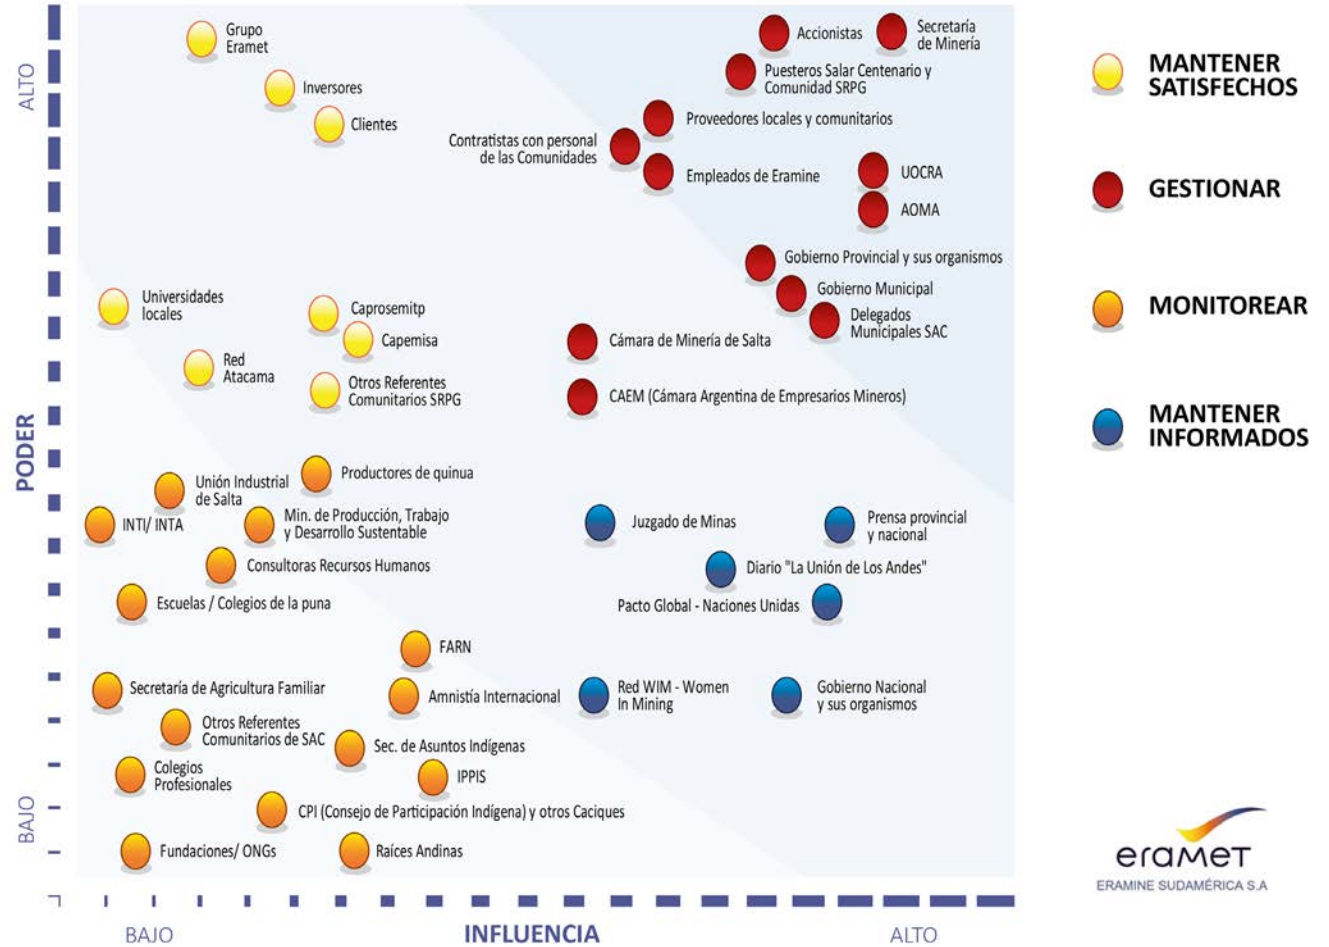 ALTO
PODER
BAJO
Grupo
Eramet
Inversores
Clientes
Accionistas
Secretaría
de Minería
Puesteros Salar Centenario y
Comunidad SRPG
Proveedores locales y comunitarios
Contratistas con personal
de las Comunidades
Empleados de Eramine
UOCRA
AOMA
Gobierno Provincial y sus organismos
Gobierno Municipal
Delegados
Municipales SAC
Universidades
locales
Caprosemitp
Capemisa
Red
Atacama
Otros Referentes
Comunitarios SRPG
Cámara de Minería de Salta
CAEM (Cámara Argentina de Empresarios Mineros)
Productores de quinua
Unión Industrial
de Salta
INTI/ INTA
Min. de Producción, Trabajo
y Desarrollo Sustentable
Consultoras Recursos Humanos
Escuelas / Colegios de la puna
Juzgado de Minas
Prensa provincial
y nacional
Diario "La Unión de Los Andes"
Pacto Global - Naciones Unidas
FARN
Secretaría de Agricultura Familiar
Amnistía Internacional
Red WIM - Women
In Mining
Gobierno Nacional
y sus organismos
Otros Referentes
Comunitarios de SAC
Sec. de Asuntos Indígenas
Colegios
Profesionales
IPPIS
CPI (Consejo de Participación Indígena) y otros Caciques
Fundaciones/ ONGs
Raíces Andinas
BAJO
INFLUENCIA
ALTO
MANTENER
SATISFECHOS
GESTIONAR
MONITOREAR
MANTENER
INFORMADOS
eramet
ERAMINE SUDAMÉRICA S.A